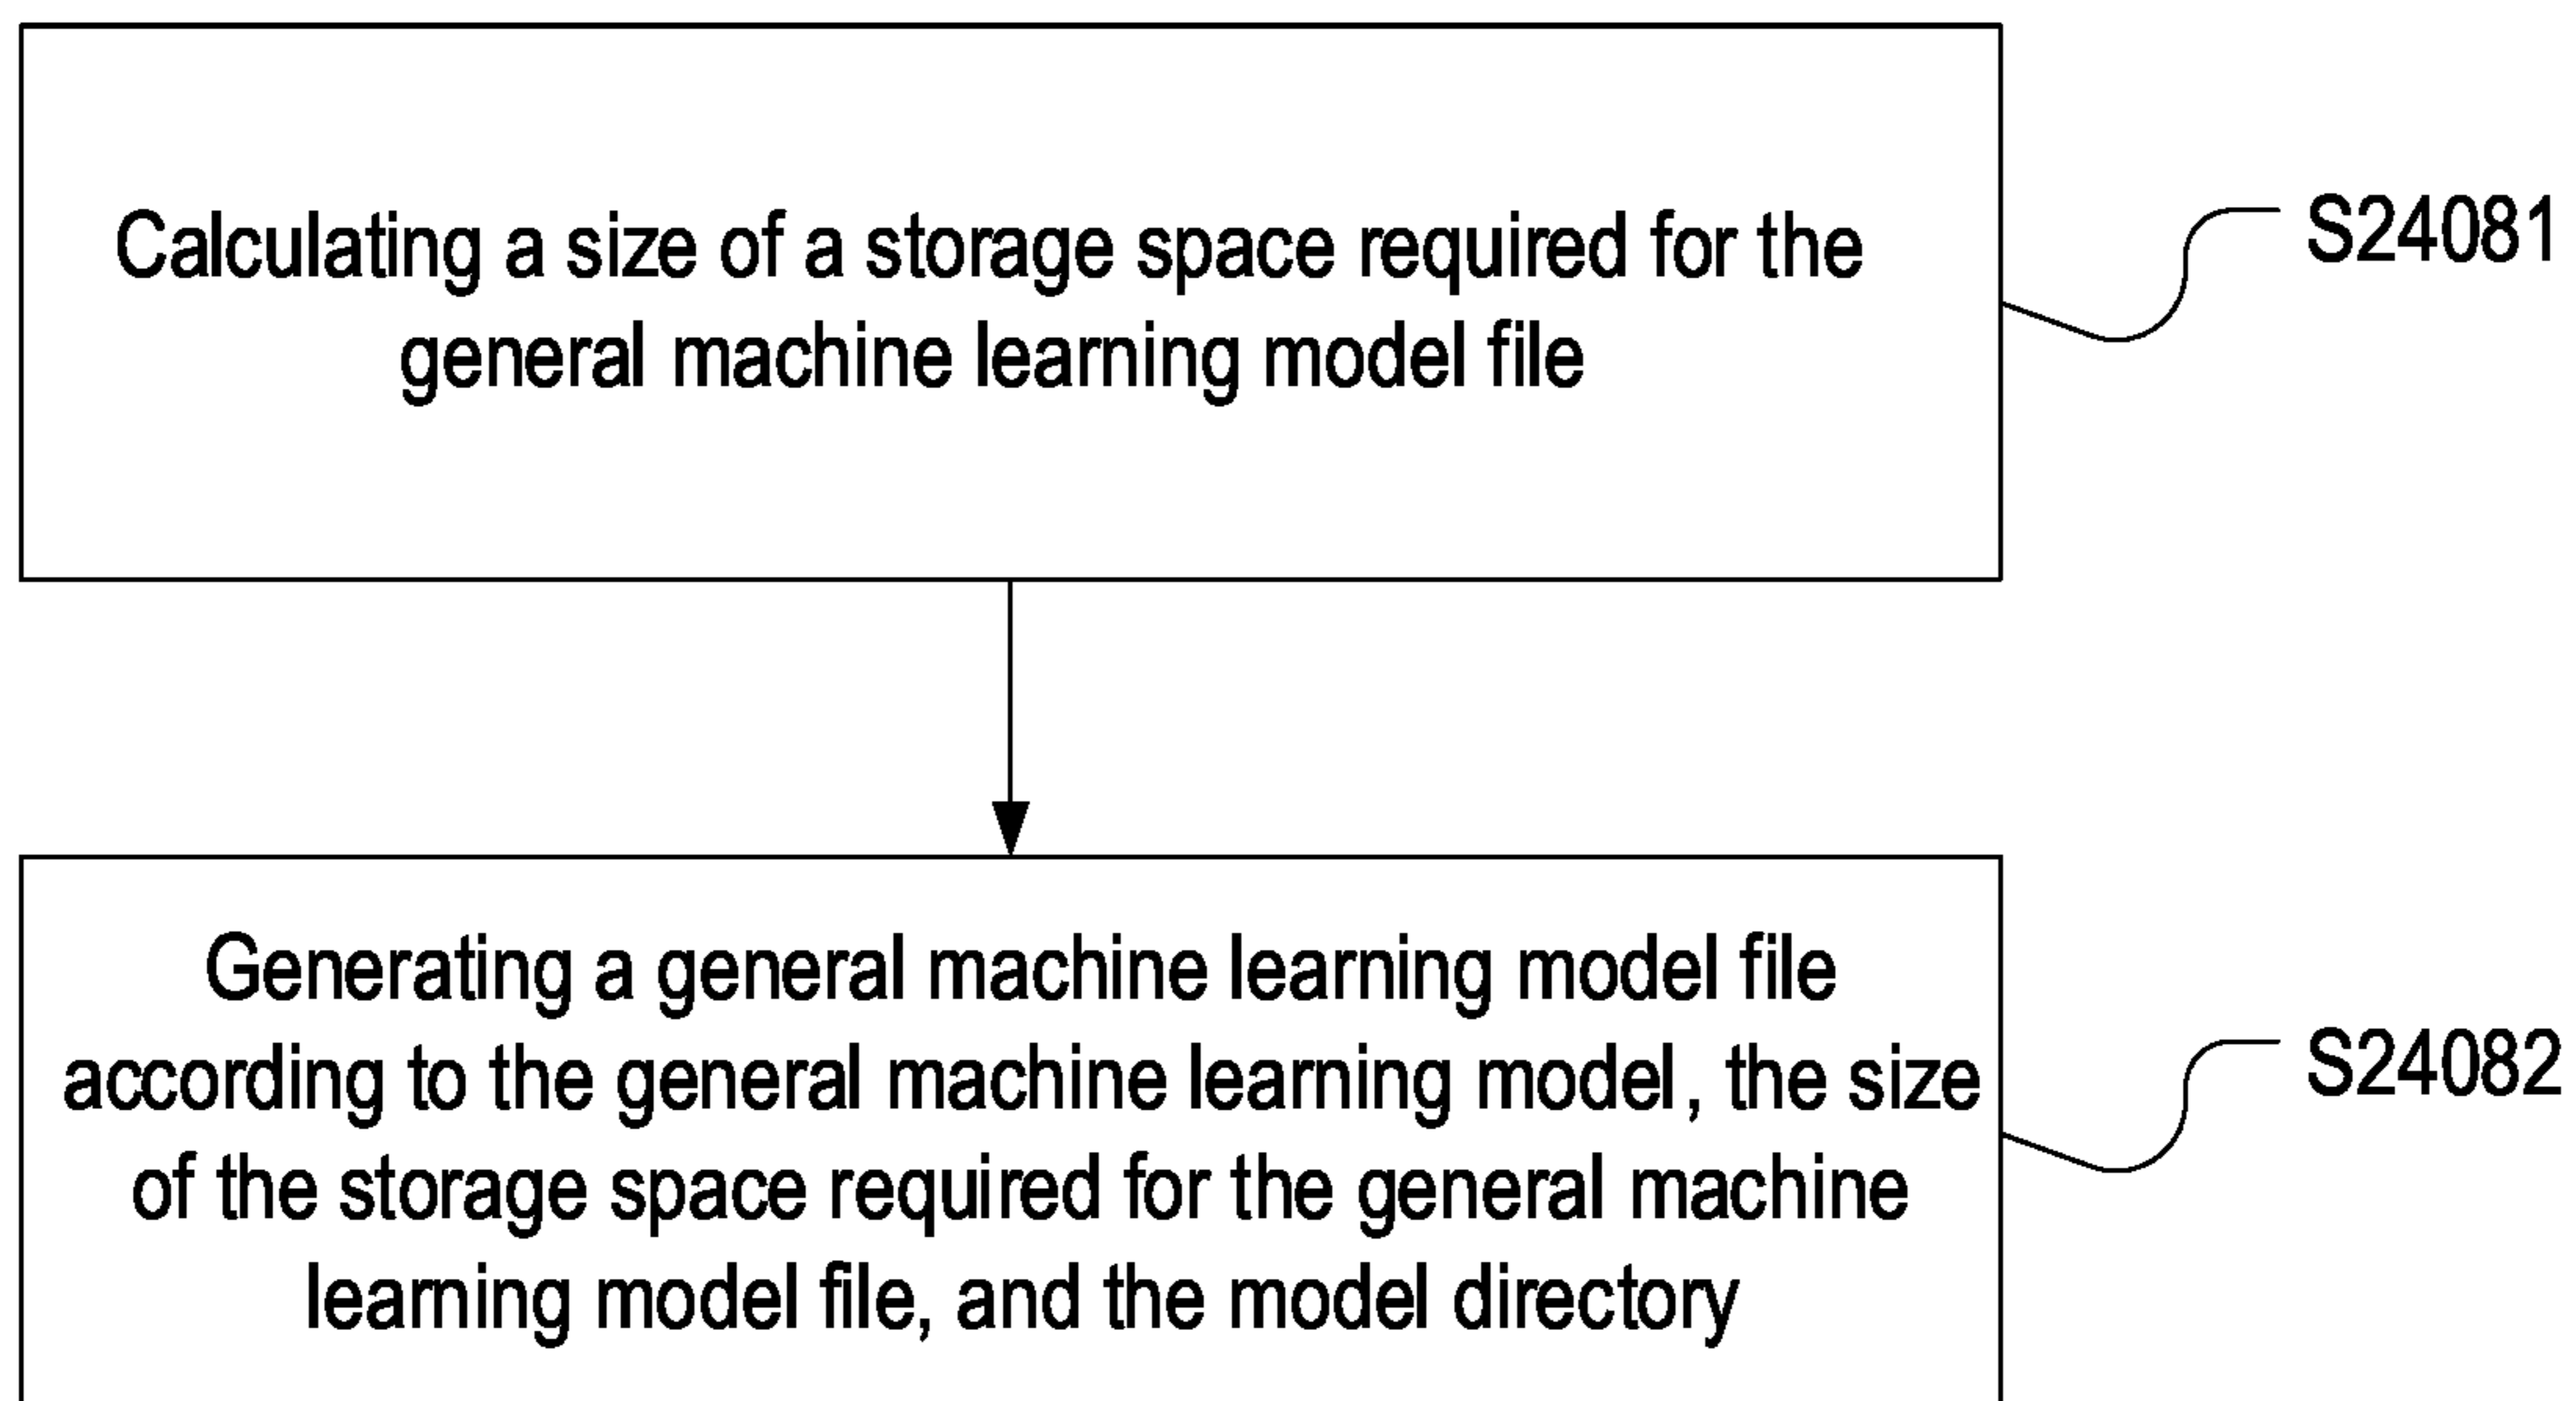 Calculating a size of a storage space required for the
general machine learning model file
S24081
Generating a general machine learning model file
according to the general machine learning model, the size
of the storage space required for the general machine
learning model file, and the model directory
S24082